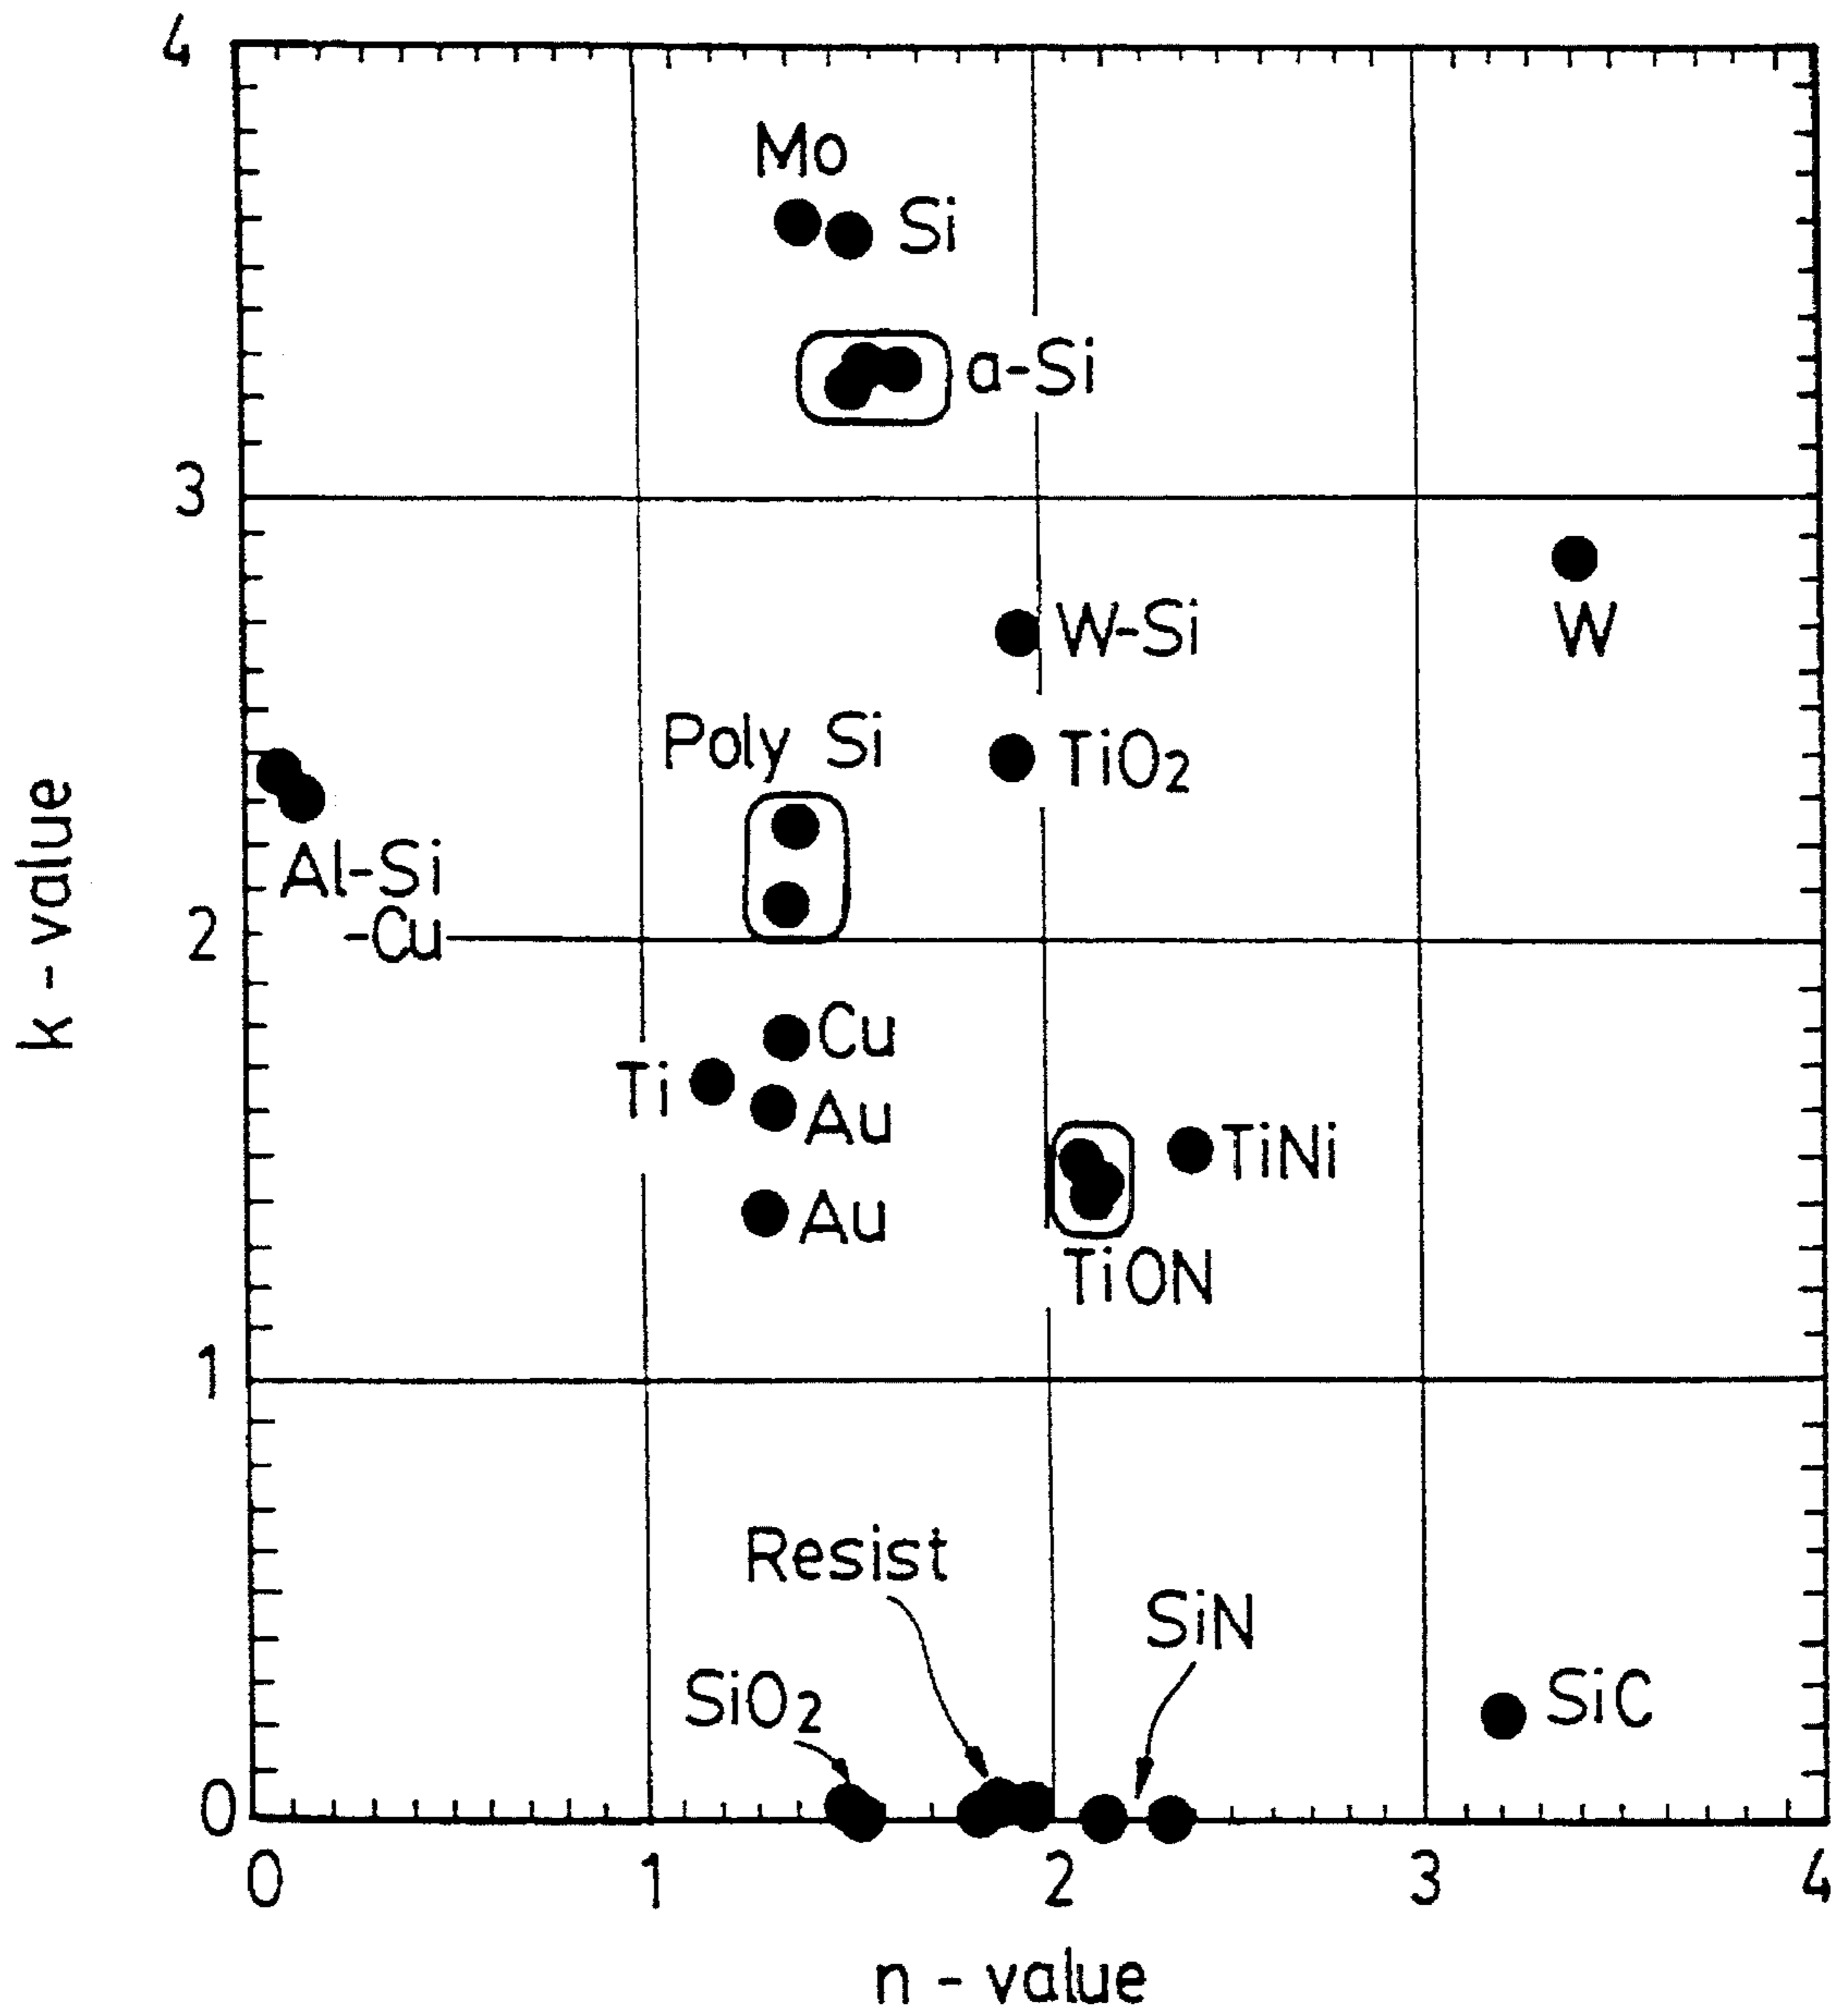 4
Mo
Si
a-Si
3
W-Si
W
Poly Si
TiO₂
Al-Si
-Cu
2
k - value
Cu
Ti
Au
TiNi
Au
TiON
1
Resist
SiN
SiO₂
SiC
0
0 1 2 3 4
n - value